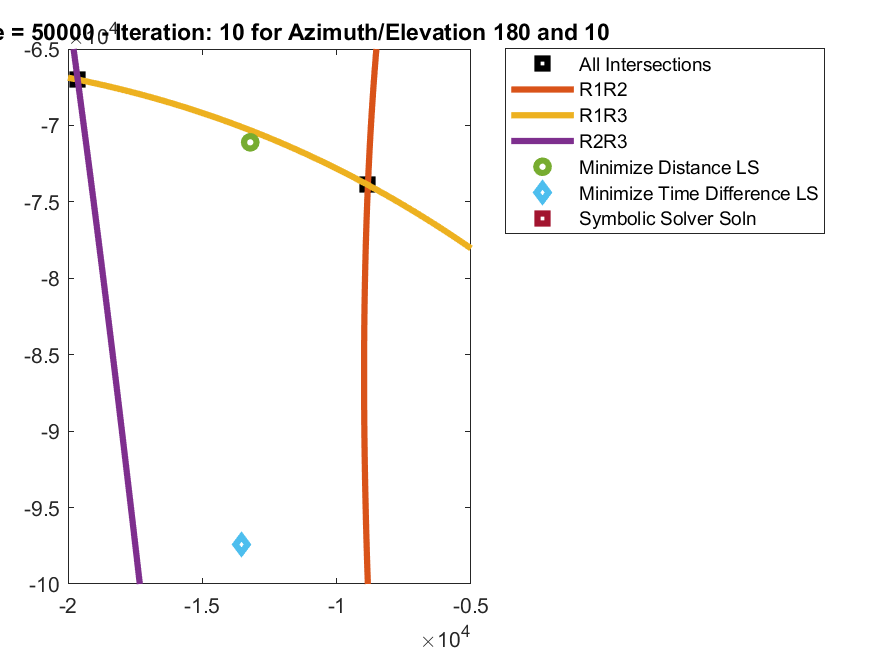 e = 50000 - Iteration: 10 for Azimuth/Elevation 180 and 10
×10⁴
-6.5
-7
-7.5
-8
-8.5
-9
-9.5
-10
-2
-1.5
-1
-0.5
×10⁴
All Intersections
R1R2
R1R3
R2R3
Minimize Distance LS
Minimize Time Difference LS
Symbolic Solver Soln